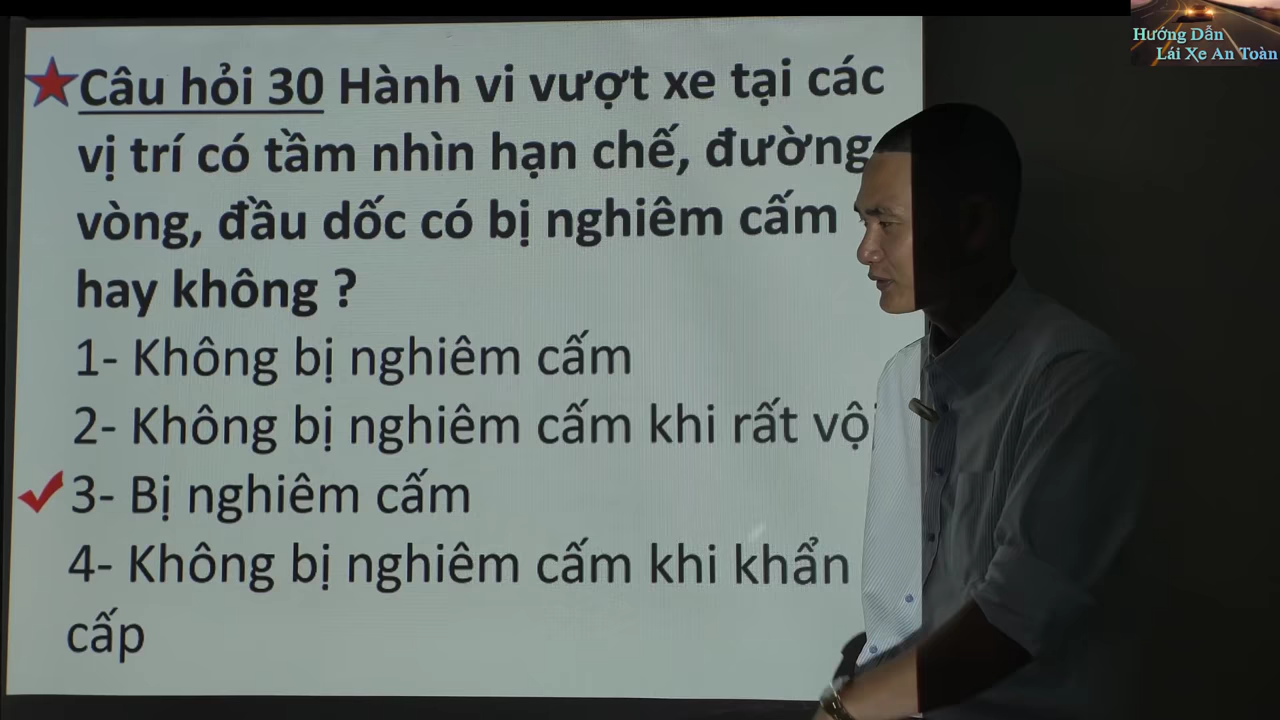 Hướng Dẫn
Lái Xe An Toàn
Câu hỏi 30 Hành vi vượt xe tại các
vị trí có tầm nhìn hạn chế, đường
vòng, đầu dốc có bị nghiêm cấm
hay không ?
1- Không bị nghiêm cấm
2- Không bị nghiêm cấm khi rất vội
3- Bị nghiêm cấm
4- Không bị nghiêm cấm khi khẩn
cấp